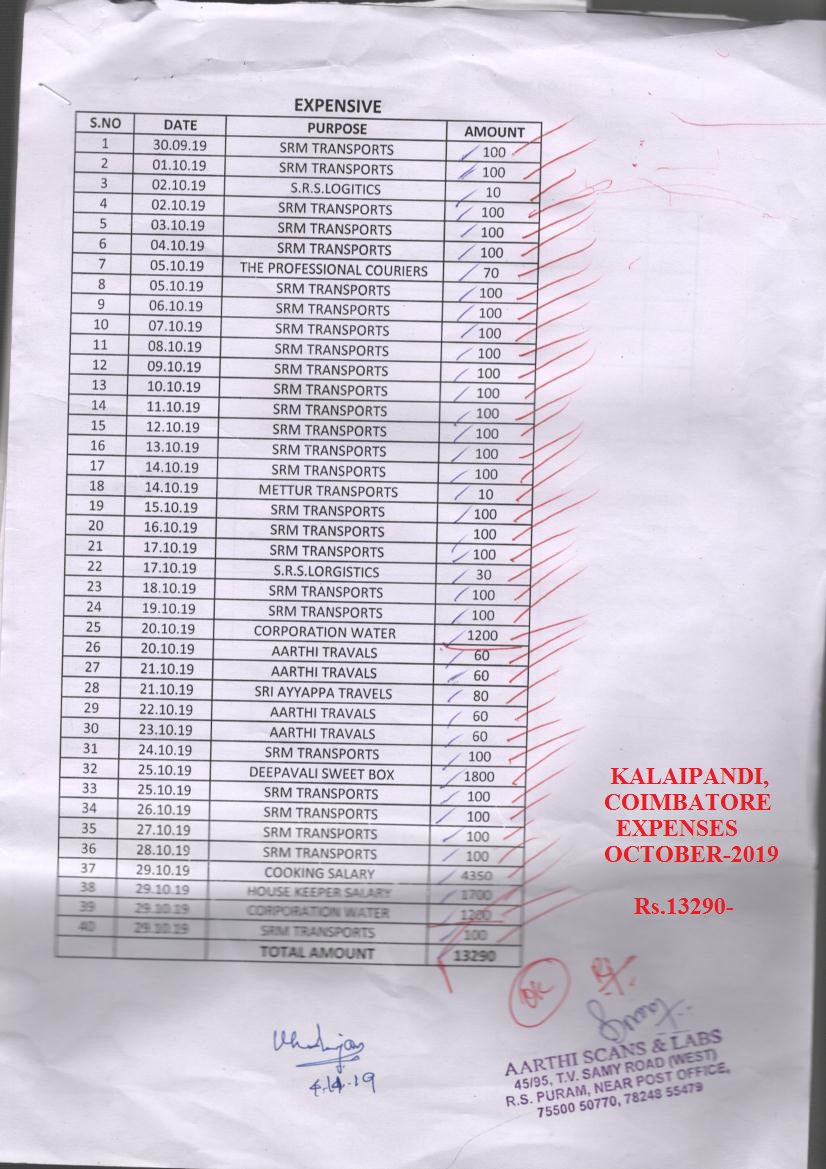 EXPENSIVE
S.NO DATE PURPOSE AMOUNT
1 30.09.19 SRM TRANSPORTS 100
2 01.10.19 SRM TRANSPORTS 100
3 02.10.19 S.R.S.LOGITICS 10
4 02.10.19 SRM TRANSPORTS 100
5 03.10.19 SRM TRANSPORTS 100
6 04.10.19 SRM TRANSPORTS 100
7 05.10.19 THE PROFESSIONAL COURIERS 70
8 05.10.19 SRM TRANSPORTS 100
9 06.10.19 SRM TRANSPORTS 100
10 07.10.19 SRM TRANSPORTS 100
11 08.10.19 SRM TRANSPORTS 100
12 09.10.19 SRM TRANSPORTS 100
13 10.10.19 SRM TRANSPORTS 100
14 11.10.19 SRM TRANSPORTS 100
15 12.10.19 SRM TRANSPORTS 100
16 13.10.19 SRM TRANSPORTS 100
17 14.10.19 SRM TRANSPORTS 100
18 14.10.19 METTUR TRANSPORTS 10
19 15.10.19 SRM TRANSPORTS 100
20 16.10.19 SRM TRANSPORTS 100
21 17.10.19 SRM TRANSPORTS 100
22 17.10.19 S.R.S.LORGISTICS 30
23 18.10.19 SRM TRANSPORTS 100
24 19.10.19 SRM TRANSPORTS 100
25 20.10.19 CORPORATION WATER 1200
26 20.10.19 AARTHI TRAVALS 60
27 21.10.19 AARTHI TRAVALS 60
28 21.10.19 SRI AYYAPPA TRAVELS 80
29 22.10.19 AARTHI TRAVALS 60
30 23.10.19 AARTHI TRAVALS 60
31 24.10.19 SRM TRANSPORTS 100
32 25.10.19 DEEPAVALI SWEET BOX 1800
33 25.10.19 SRM TRANSPORTS 100
34 26.10.19 SRM TRANSPORTS 100
35 27.10.19 SRM TRANSPORTS 100
36 28.10.19 SRM TRANSPORTS 100
37 29.10.19 COOKING SALARY 4350
38 29.10.19 HOUSE KEEPER SALARY 1700
39 29.10.19 CORPORATION WATER 1200
40 29.10.19 SRM TRANSPORTS 100
TOTAL AMOUNT 13290
KALAIPANDI,
COIMBATORE
EXPENSES
OCTOBER-2019
Rs.13290-
OK
AARTHI SCANS & LABS
45/95, T.V. SAMY ROAD (WEST)
R.S. PURAM, NEAR POST OFFICE,
75500 50770, 78248 55479